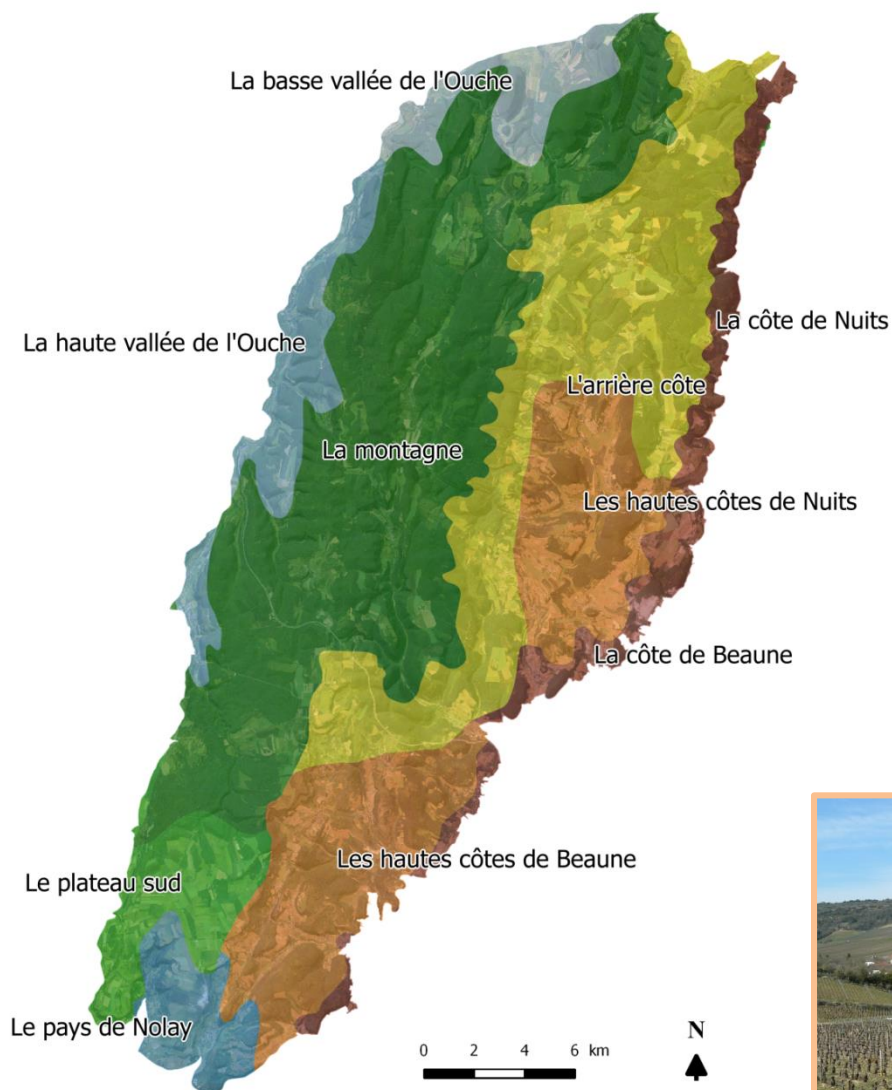 La basse vallée de l'Ouche
La côte de Nuits
La haute vallée de l'Ouche
L'arrière côte
La montagne
Les hautes côtes de Nuits
La côte de Beaune
Les hautes côtes de Beaune
Le plateau sud
Le pays de Nolay
N
0 2 4 6 km